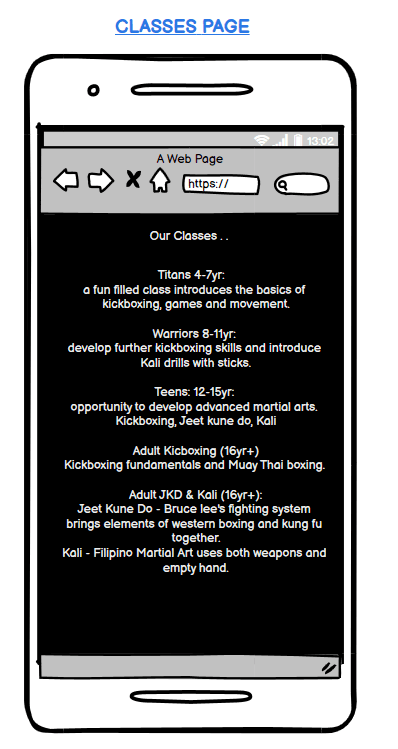 CLASSES PAGE
13:02
A Web Page
https://
Our Classes . .
Titans 4-7yr:
a fun filled class introduces the basics of
kickboxing, games and movement.
Warriors 8-11yr:
develop further kickboxing skills and introduce
Kali drills with sticks.
Teens: 12-15yr:
opportunity to develop advanced martial arts.
Kickboxing, Jeet kune do, Kali
Adult Kicboxing (16yr+)
Kickboxing fundamentals and Muay Thai boxing.
Adult JKD & Kali (16yr+):
Jeet Kune Do - Bruce lee's fighting system
brings elements of western boxing and kung fu
together.
Kali - Filipino Martial Art uses both weapons and
empty hand.